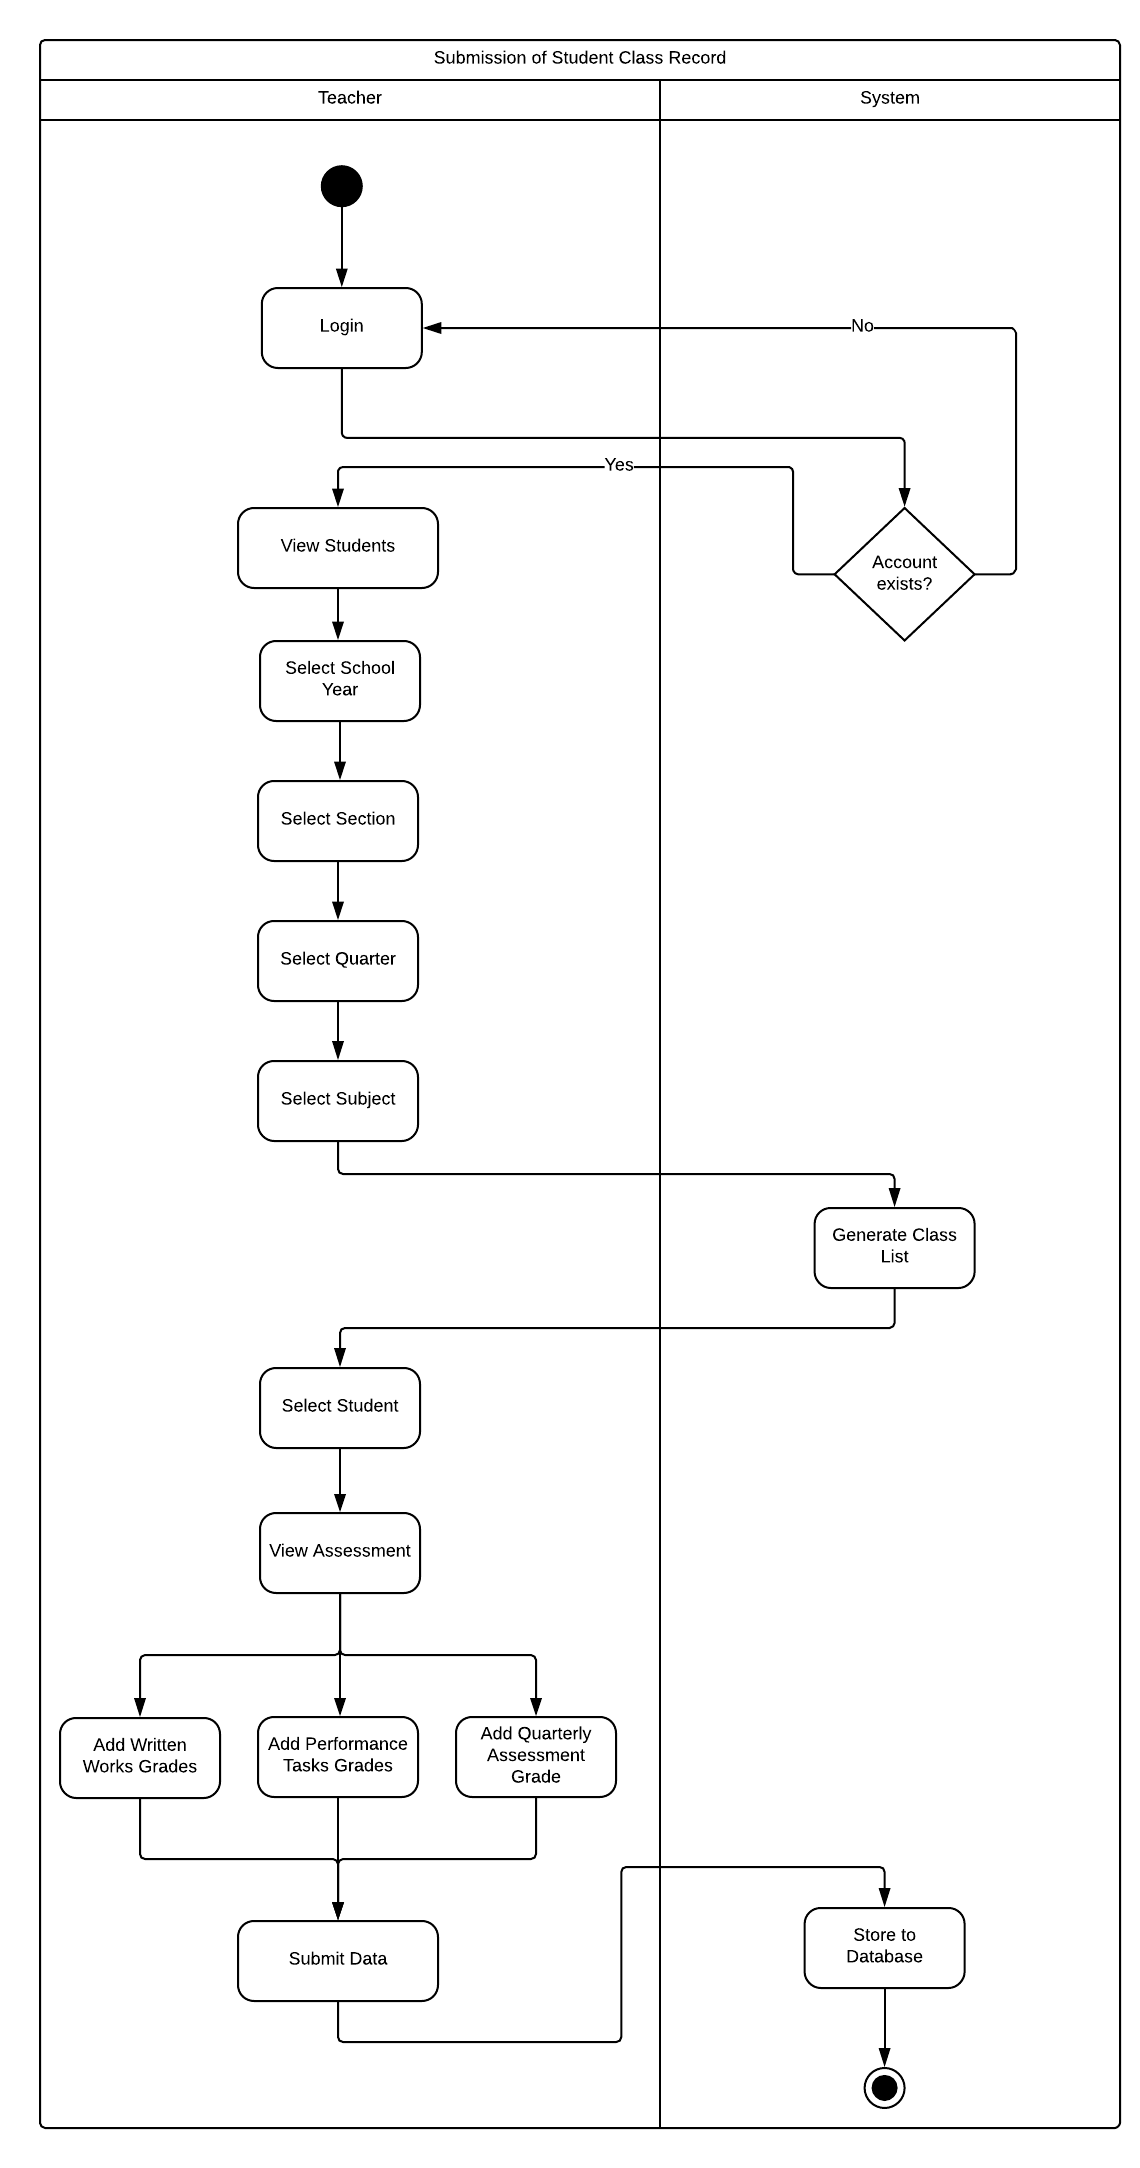 Submission of Student Class Record
Teacher
System
Login
No
Yes
View Students
Account
exists?
Select School
Year
Select Section
Select Quarter
Select Subject
Generate Class
List
Select Student
View Assessment
Add Written
Works Grades
Add Performance
Tasks Grades
Add Quarterly
Assessment
Grade
Submit Data
Store to
Database